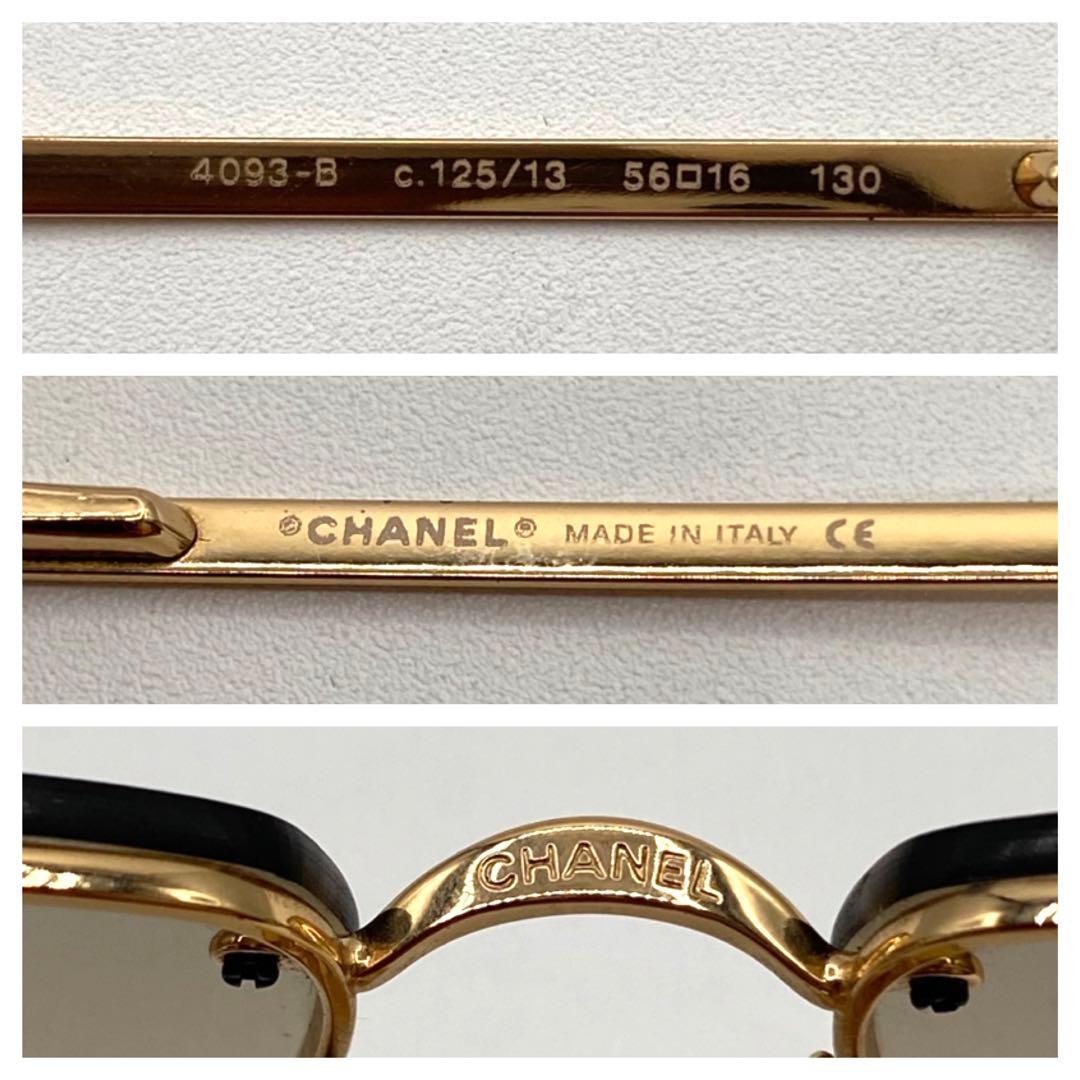 4093-B c.125/13 56□16 130
®CHANEL® MADE IN ITALY CE
CHANEL